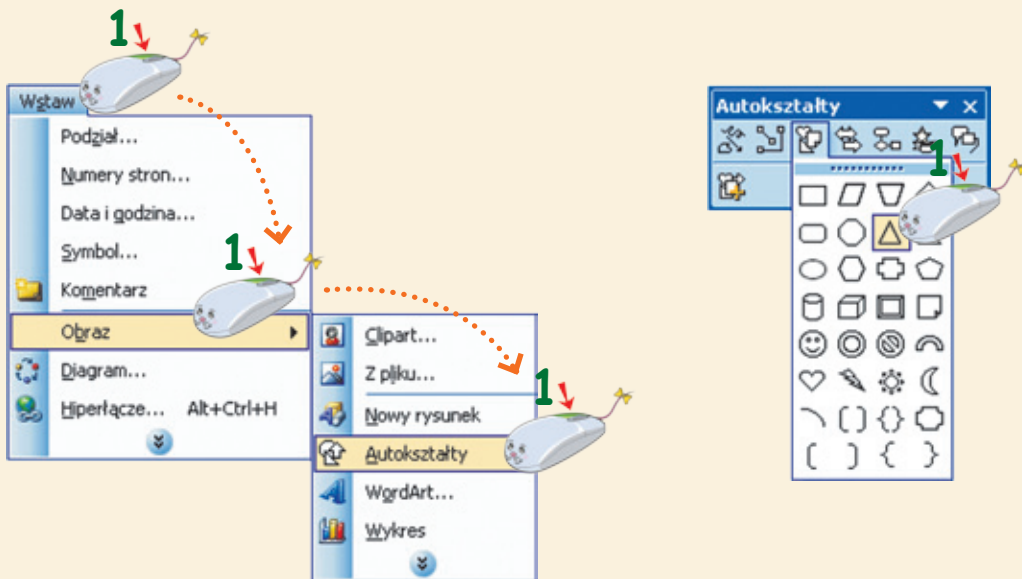 1
Wstaw
Podział...
Numery stron...
Data i godzina...
Symbol...
Komentarz
1
Obraz
Diagram...
Hiperłącze... Alt+Ctrl+H
Clipart...
Z pliku...
Nowy rysunek
1
Autokształty
WordArt...
Wykres
Autokształty
1